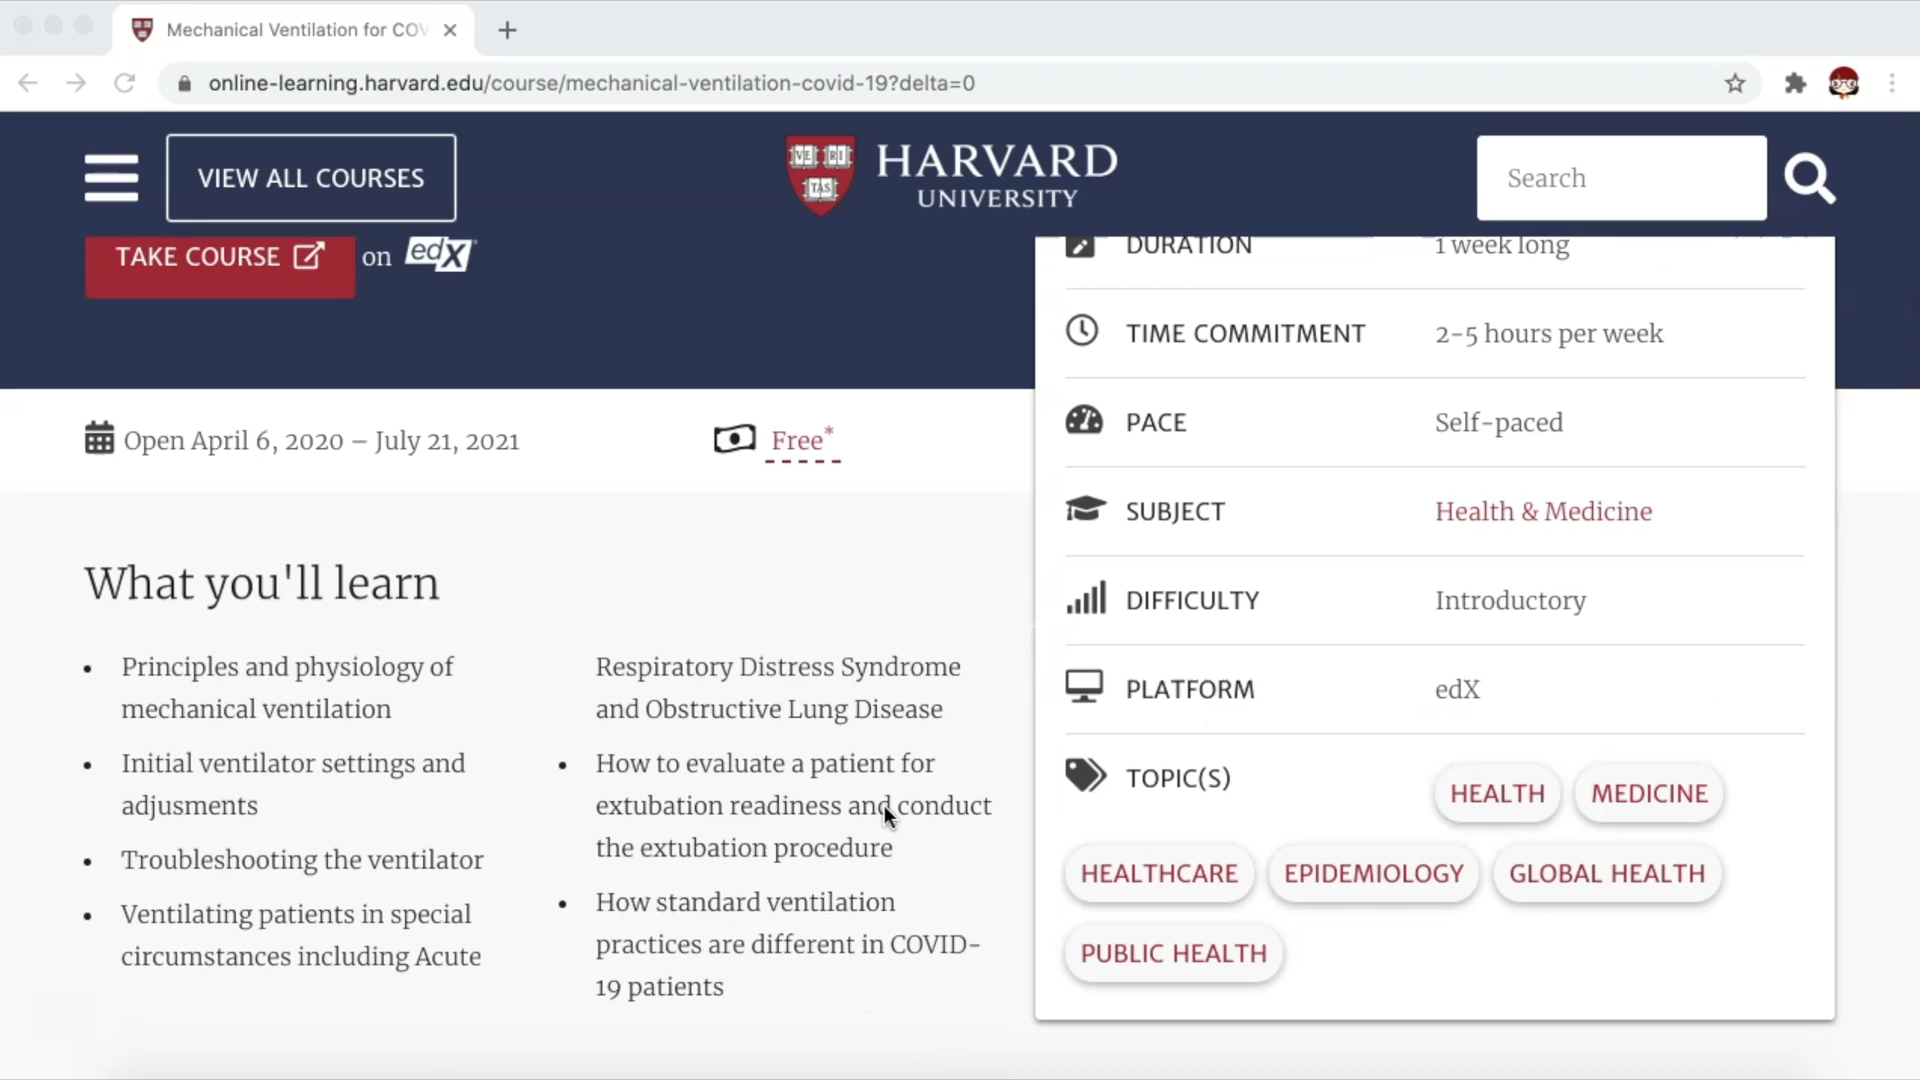 Mechanical Ventilation for COV
online-learning.harvard.edu/course/mechanical-ventilation-covid-19?delta=0
VIEW ALL COURSES
VE RI TAS
HARVARD
UNIVERSITY
Search
TAKE COURSE on edX
Open April 6, 2020 – July 21, 2021
Free*
What you'll learn
• Principles and physiology of
mechanical ventilation
• Initial ventilator settings and
adjusments
• Troubleshooting the ventilator
• Ventilating patients in special
circumstances including Acute
Respiratory Distress Syndrome
and Obstructive Lung Disease
• How to evaluate a patient for
extubation readiness and conduct
the extubation procedure
• How standard ventilation
practices are different in COVID-
19 patients
DURATION 1 week long
TIME COMMITMENT 2-5 hours per week
PACE Self-paced
SUBJECT Health & Medicine
DIFFICULTY Introductory
PLATFORM edX
TOPIC(S) HEALTH MEDICINE
HEALTHCARE EPIDEMIOLOGY GLOBAL HEALTH
PUBLIC HEALTH